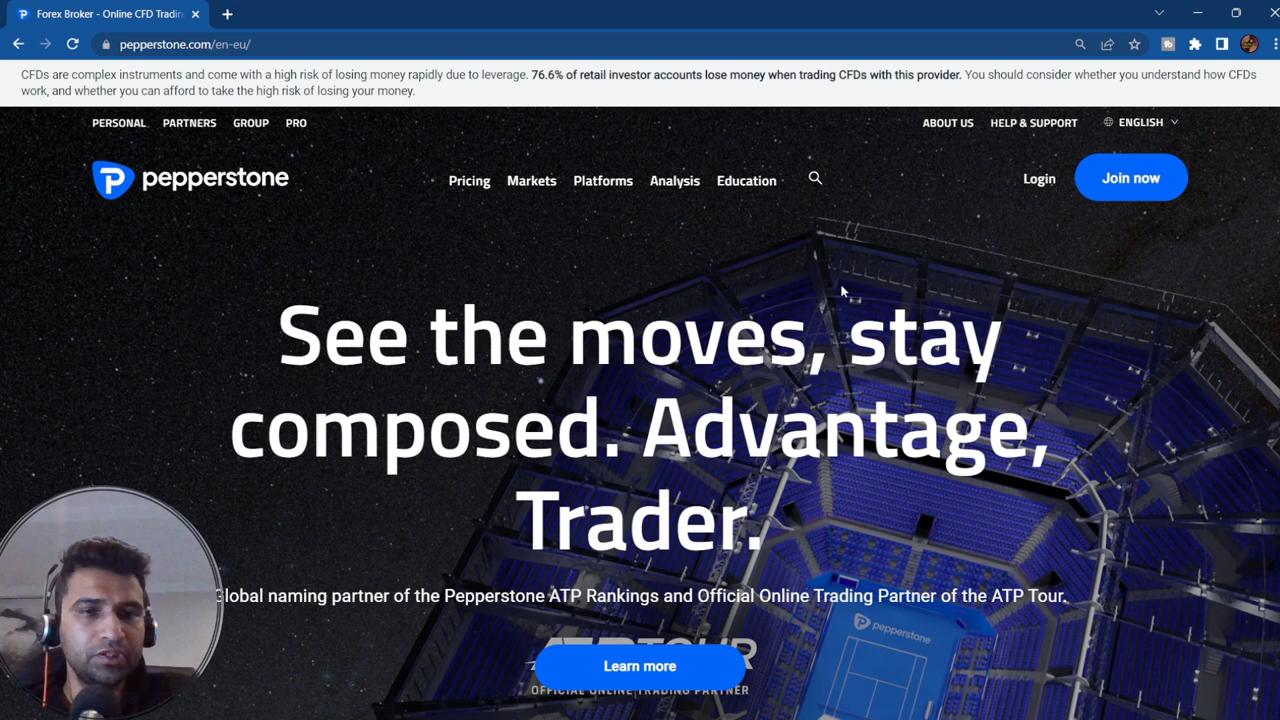 Forex Broker - Online CFD Tradin
pepperstone.com/en-eu/
CFDs are complex instruments and come with a high risk of losing money rapidly due to leverage. 76.6% of retail investor accounts lose money when trading CFDs with this provider. You should consider whether you understand how CFDs
work, and whether you can afford to take the high risk of losing your money.
PERSONAL PARTNERS GROUP PRO ABOUT US HELP & SUPPORT ENGLISH
pepperstone Pricing Markets Platforms Analysis Education Login Join now
See the moves, stay
composed. Advantage,
Trader.
Global naming partner of the Pepperstone ATP Rankings and Official Online Trading Partner of the ATP Tour.
pepperstone
ATP TOUR
Learn more
OFFICIAL ONLINE TRADING PARTNER